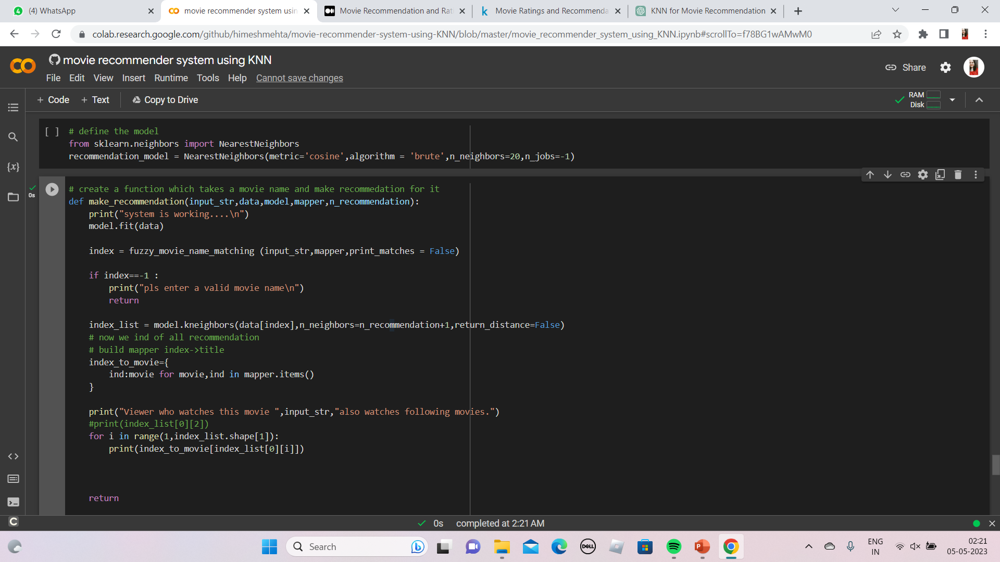 (4) WhatsApp
movie recommender system usin
Movie Recommendation and Rati
Movie Ratings and Recommenda
KNN for Movie Recommendation
colab.research.google.com/github/himeshmehta/movie-recommender-system-using-KNN/blob/master/movie_recommender_system_using_KNN.ipynb#scrollTo=f78BG1wAMwM0
movie recommender system using KNN
File Edit View Insert Runtime Tools Help Cannot save changes
Share
+ Code + Text Copy to Drive
RAM
Disk
[ ] # define the model
from sklearn.neighbors import NearestNeighbors
recommendation_model = NearestNeighbors(metric='cosine',algorithm = 'brute',n_neighbors=20,n_jobs=-1)
{x}
0s
# create a function which takes a movie name and make recommedation for it
def make_recommendation(input_str,data,model,mapper,n_recommendation):
    print("system is working....\n")
    model.fit(data)
    index = fuzzy_movie_name_matching (input_str,mapper,print_matches = False)
    if index==-1 :
        print("pls enter a valid movie name\n")
        return
    index_list = model.kneighbors(data[index],n_neighbors=n_recommendation+1,return_distance=False)
    # now we ind of all recommendation
    # build mapper index->title
    index_to_movie={
        ind:movie for movie,ind in mapper.items()
    }
    print("Viewer who watches this movie ",input_str,"also watches following movies.")
    #print(index_list[0][2])
    for i in range(1,index_list.shape[1]):
        print(index_to_movie[index_list[0][i]])
    return
0s completed at 2:21 AM
Search
DELL
ENG
IN
02:21
05-05-2023